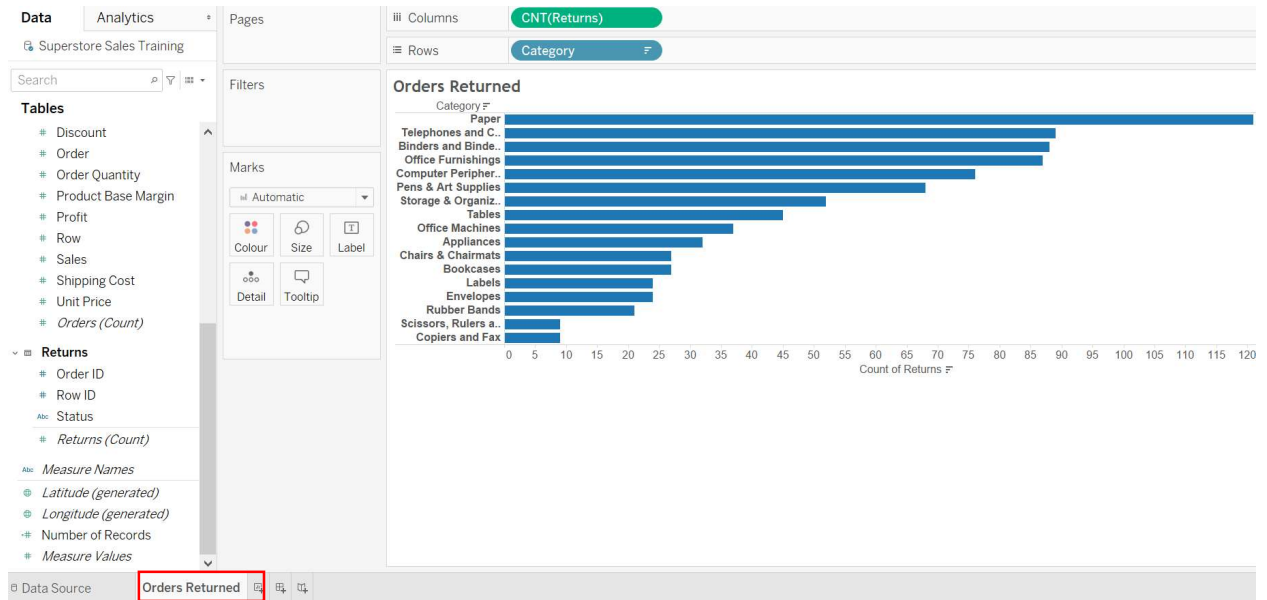 Data
Analytics
Superstore Sales Training
Search
Tables
# Discount
# Order
# Order Quantity
# Product Base Margin
# Profit
# Row
# Sales
# Shipping Cost
# Unit Price
# Orders (Count)
Returns
# Order ID
# Row ID
Abc Status
# Returns (Count)
Abc Measure Names
Latitude (generated)
Longitude (generated)
# Number of Records
# Measure Values
Pages
Filters
Marks
Automatic
Colour Size Label
Detail Tooltip
Columns CNT(Returns)
Rows Category
Orders Returned
Category
Paper
Telephones and C..
Binders and Binde..
Office Furnishings
Computer Peripher..
Pens & Art Supplies
Storage & Organiz..
Tables
Office Machines
Appliances
Chairs & Chairmats
Bookcases
Labels
Envelopes
Rubber Bands
Scissors, Rulers a..
Copiers and Fax
0 5 10 15 20 25 30 35 40 45 50 55 60 65 70 75 80 85 90 95 100 105 110 115 120
Count of Returns
Data Source
Orders Returned